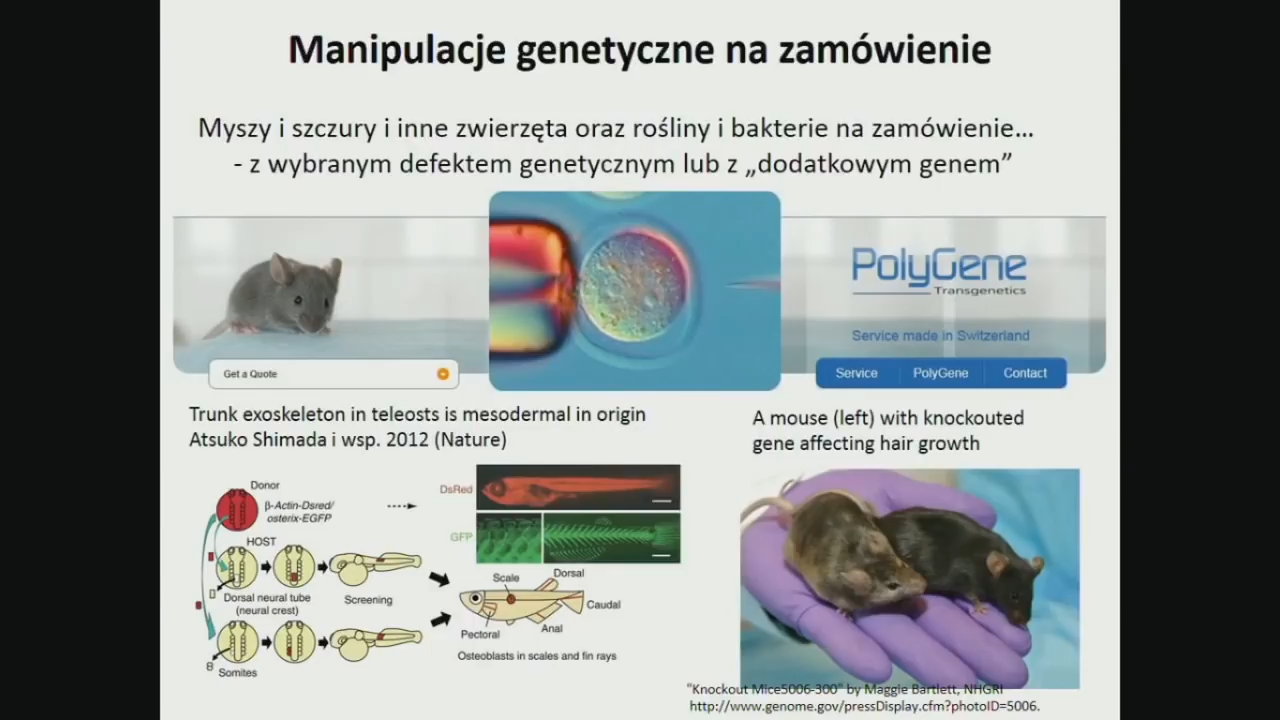 Manipulacje genetyczne na zamówienie
Myszy i szczury i inne zwierzęta oraz rośliny i bakterie na zamówienie...
- z wybranym defektem genetycznym lub z „dodatkowym genem”
PolyGene
Transgenetics
Service made in Switzerland
Get a Quote
Service PolyGene Contact
Trunk exoskeleton in teleosts is mesodermal in origin
Atsuko Shimada i wsp. 2012 (Nature)
A mouse (left) with knockouted
gene affecting hair growth
Donor
β-Actin-Dsred/
osterix-EGFP
DsRed
GFP
HOST
Dorsal neural tube
(neural crest)
Screening
Somites
B
Scale
Dorsal
Caudal
Pectoral
Anal
Osteoblasts in scales and fin rays
"Knockout Mice5006-300" by Maggie Bartlett, NHGRI
http://www.genome.gov/pressDisplay.cfm?photoID=5006.